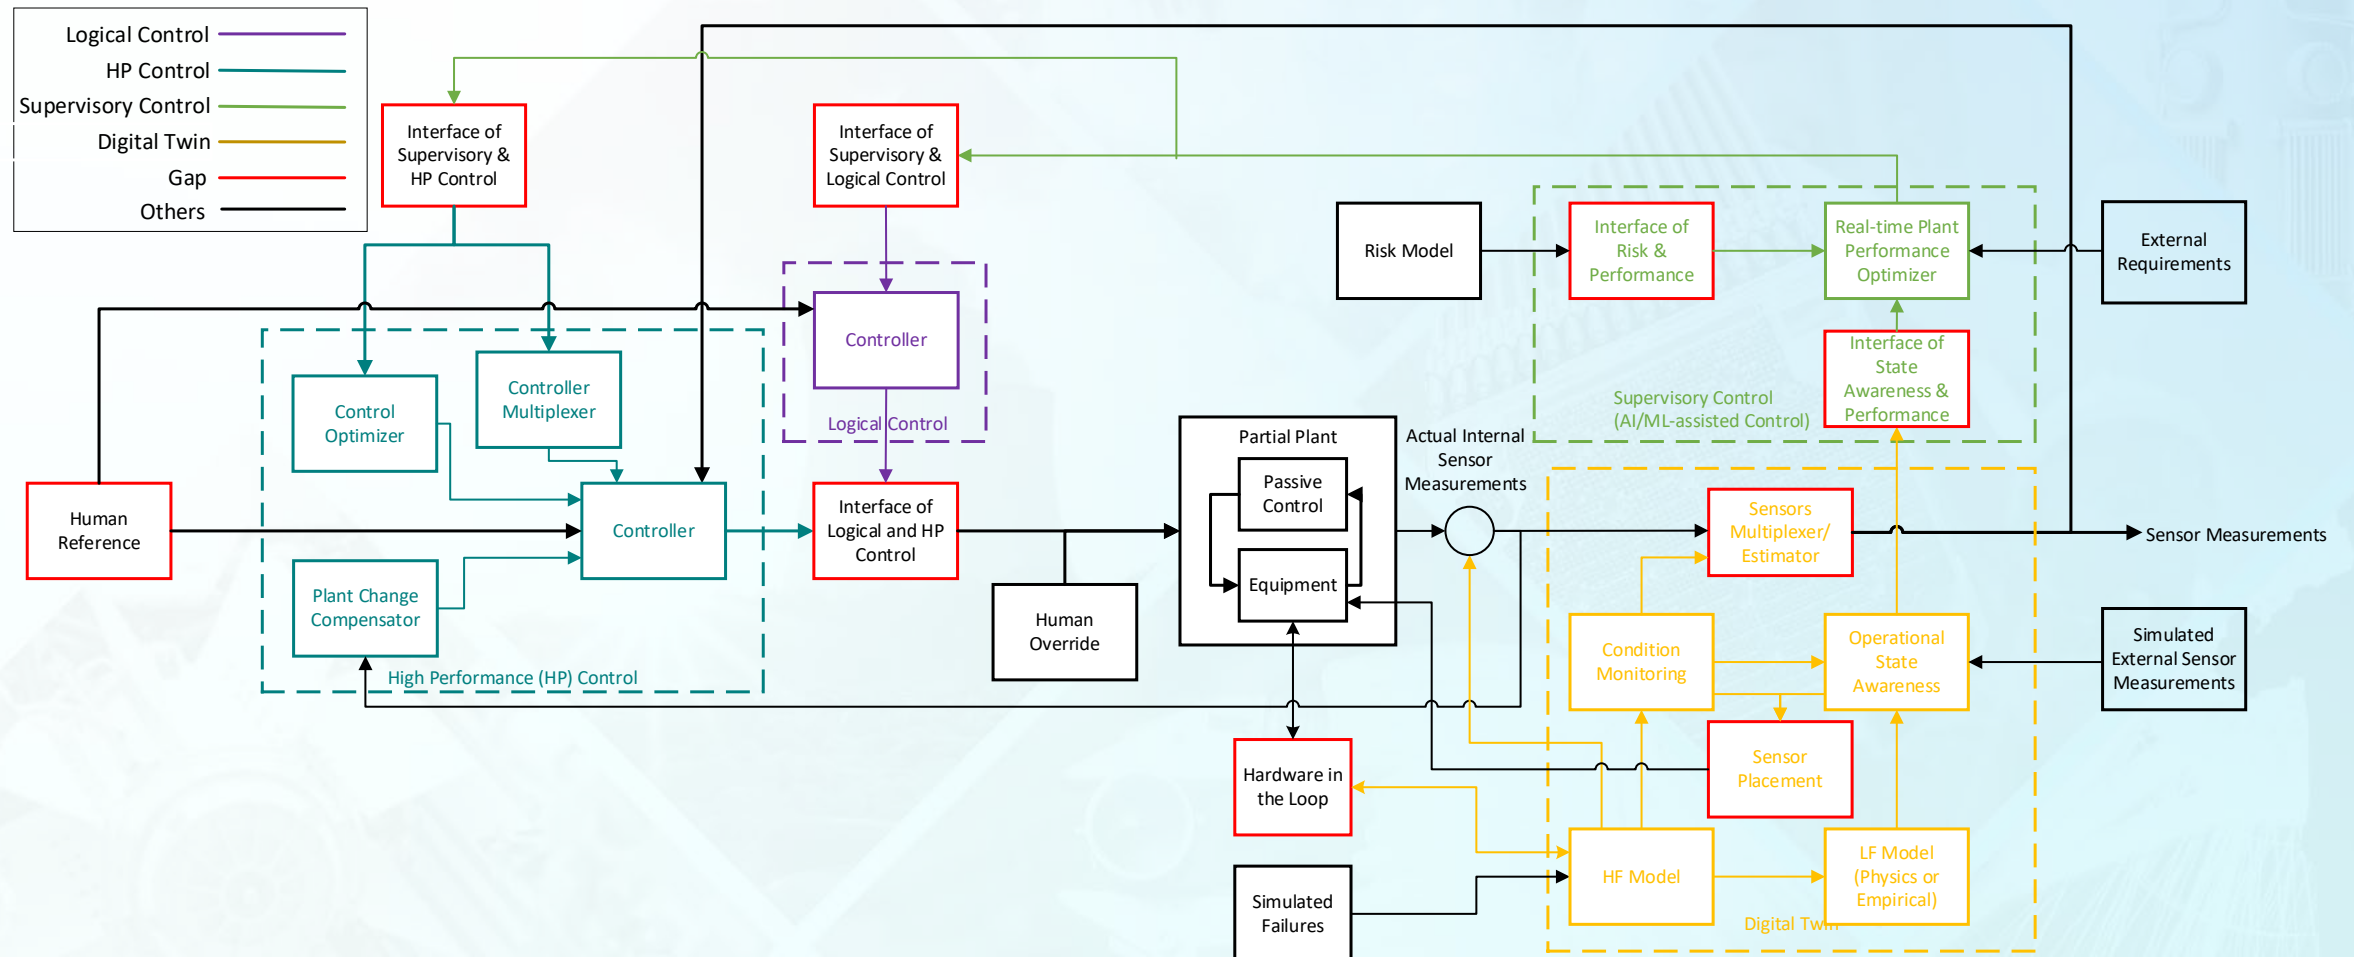 Logical Control
HP Control
Supervisory Control
Digital Twin
Gap
Others
Interface of
Supervisory &
HP Control
Interface of
Supervisory &
Logical Control
Risk Model
Interface of
Risk &
Performance
Real-time Plant
Performance
Optimizer
External
Requirements
Interface of
State
Awareness &
Performance
Supervisory Control
(AI/ML-assisted Control)
Controller
Logical Control
Control
Optimizer
Controller
Multiplexer
Human
Reference
Controller
Plant Change
Compensator
High Performance (HP) Control
Interface of
Logical and HP
Control
Human
Override
Partial Plant
Passive
Control
Equipment
Actual Internal
Sensor
Measurements
Sensors
Multiplexer/
Estimator
Sensor Measurements
Condition
Monitoring
Operational
State
Awareness
Simulated
External Sensor
Measurements
Sensor
Placement
Hardware in
the Loop
Simulated
Failures
HF Model
LF Model
(Physics or
Empirical)
Digital Twin